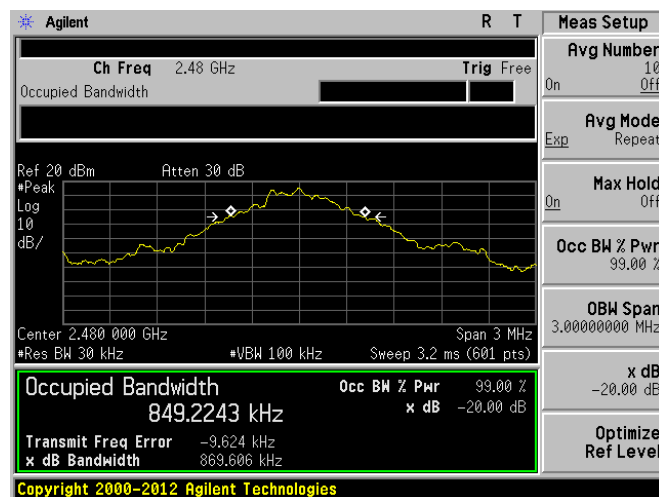 Agilent R T
Meas Setup
Ch Freq 2.48 GHz Trig Free
Occupied Bandwidth
Avg Number
10
On Off
Avg Mode
Exp Repeat
Max Hold
On Off
Occ BW % Pwr
99.00 %
OBW Span
3.00000000 MHz
x dB
-20.00 dB
Optimize
Ref Level
Ref 20 dBm Atten 30 dB
#Peak
Log
10
dB/
Center 2.480 000 GHz Span 3 MHz
#Res BW 30 kHz #VBW 100 kHz Sweep 3.2 ms (601 pts)
Occupied Bandwidth Occ BW % Pwr 99.00 %
849.2243 kHz x dB -20.00 dB
Transmit Freq Error -9.624 kHz
x dB Bandwidth 869.606 kHz
Copyright 2000-2012 Agilent Technologies